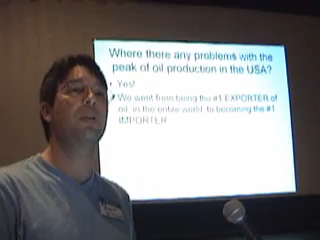 Where there any problems with the
peak of oil production in the USA?
• Yes!
• We went from being the #1 EXPORTER of
oil, in the entire world, to becoming the #1
IMPORTER